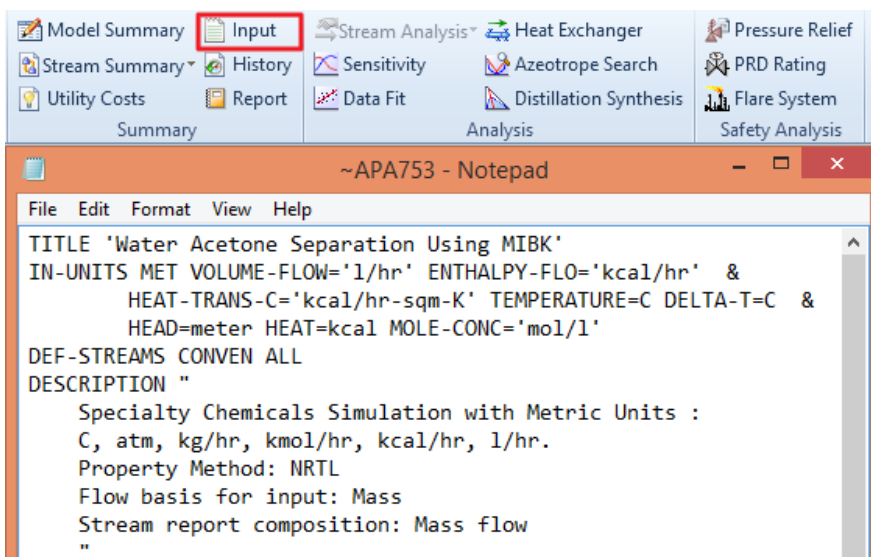 Model Summary Input Stream Analysis Heat Exchanger Pressure Relief
Stream Summary History Sensitivity Azeotrope Search PRD Rating
Utility Costs Report Data Fit Distillation Synthesis Flare System
Summary Analysis Safety Analysis
~APA753 - Notepad
File Edit Format View Help
TITLE 'Water Acetone Separation Using MIBK'
IN-UNITS MET VOLUME-FLOW='l/hr' ENTHALPY-FLO='kcal/hr' &
HEAT-TRANS-C='kcal/hr-sqm-K' TEMPERATURE=C DELTA-T=C &
HEAD=meter HEAT=kcal MOLE-CONC='mol/l'
DEF-STREAMS CONVEN ALL
DESCRIPTION "
Specialty Chemicals Simulation with Metric Units :
C, atm, kg/hr, kmol/hr, kcal/hr, l/hr.
Property Method: NRTL
Flow basis for input: Mass
Stream report composition: Mass flow
"